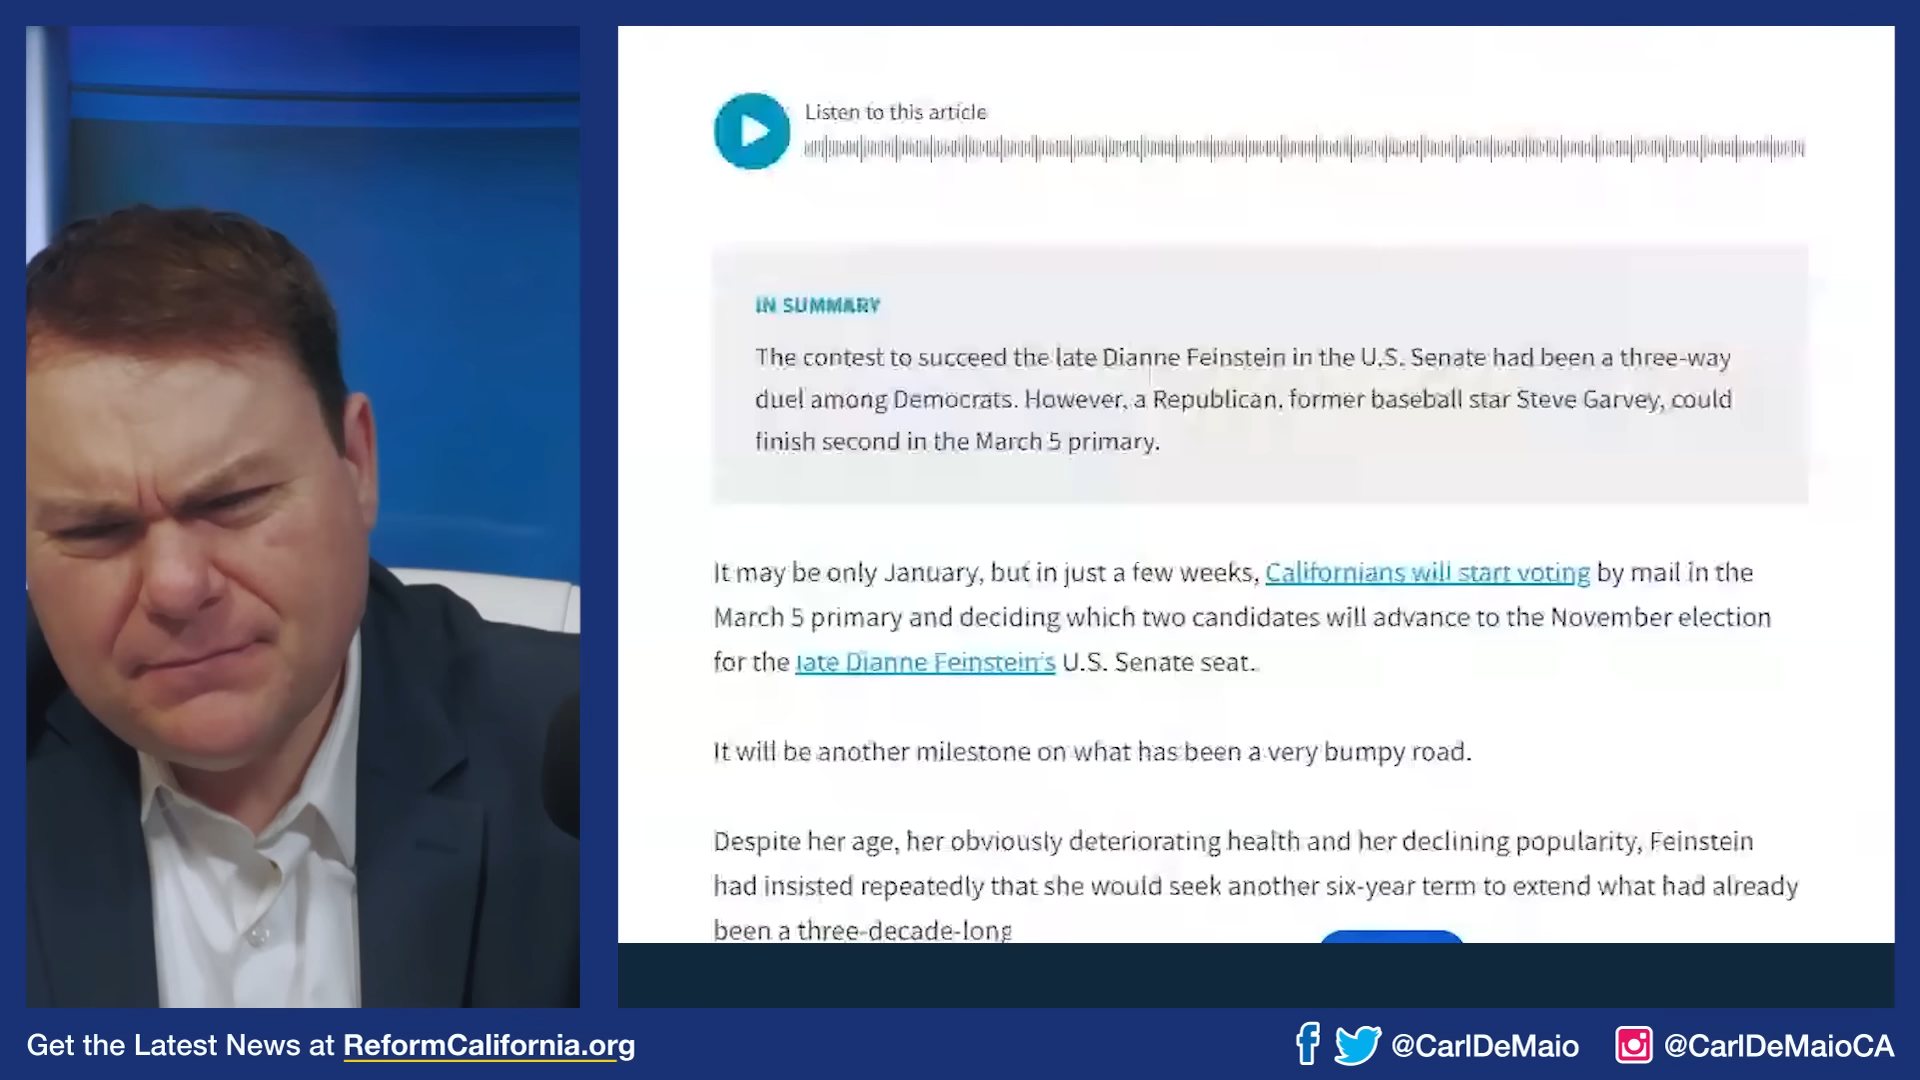 Listen to this article
IN SUMMARY
The contest to succeed the late Dianne Feinstein in the U.S. Senate had been a three-way
duel among Democrats. However, a Republican, former baseball star Steve Garvey, could
finish second in the March 5 primary.
It may be only January, but in just a few weeks, Californians will start voting by mail in the
March 5 primary and deciding which two candidates will advance to the November election
for the late Dianne Feinstein's U.S. Senate seat.
It will be another milestone on what has been a very bumpy road.
Despite her age, her obviously deteriorating health and her declining popularity, Feinstein
had insisted repeatedly that she would seek another six-year term to extend what had already
been a three-decade-long
Get the Latest News at ReformCalifornia.org
@CarlDeMaio
@CarlDeMaioCA